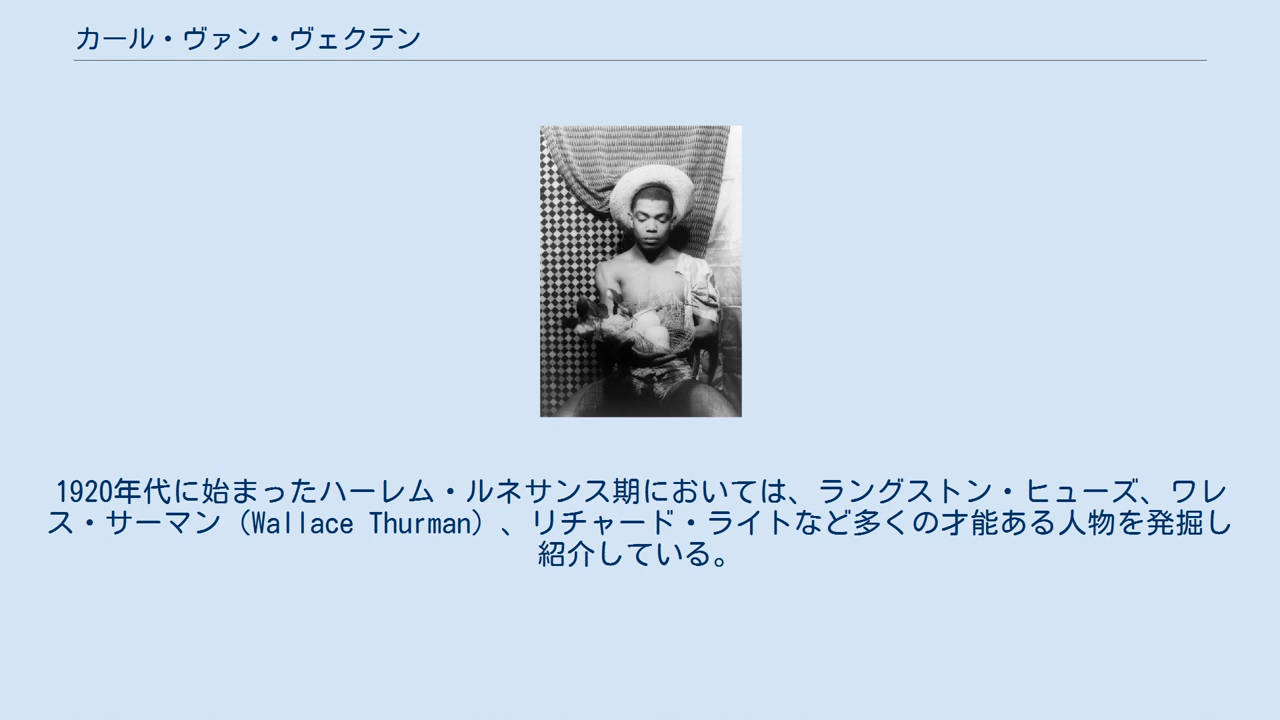 カール・ヴァン・ヴェクテン
1920年代に始まったハーレム・ルネサンス期においては、ラングストン・ヒューズ、ワレ
ス・サーマン（Wallace Thurman）、リチャード・ライトなど多くの才能ある人物を発掘し
紹介している。